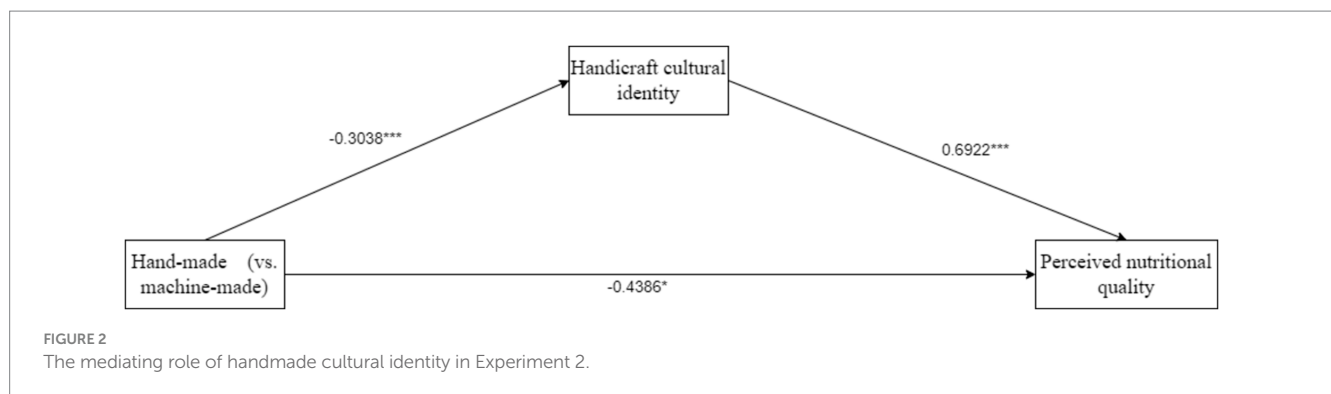 Handicraft cultural
identity
-0.3038***
0.6922***
Hand-made (vs.
machine-made)
-0.4386*
Perceived nutritional
quality
FIGURE 2
The mediating role of handmade cultural identity in Experiment 2.